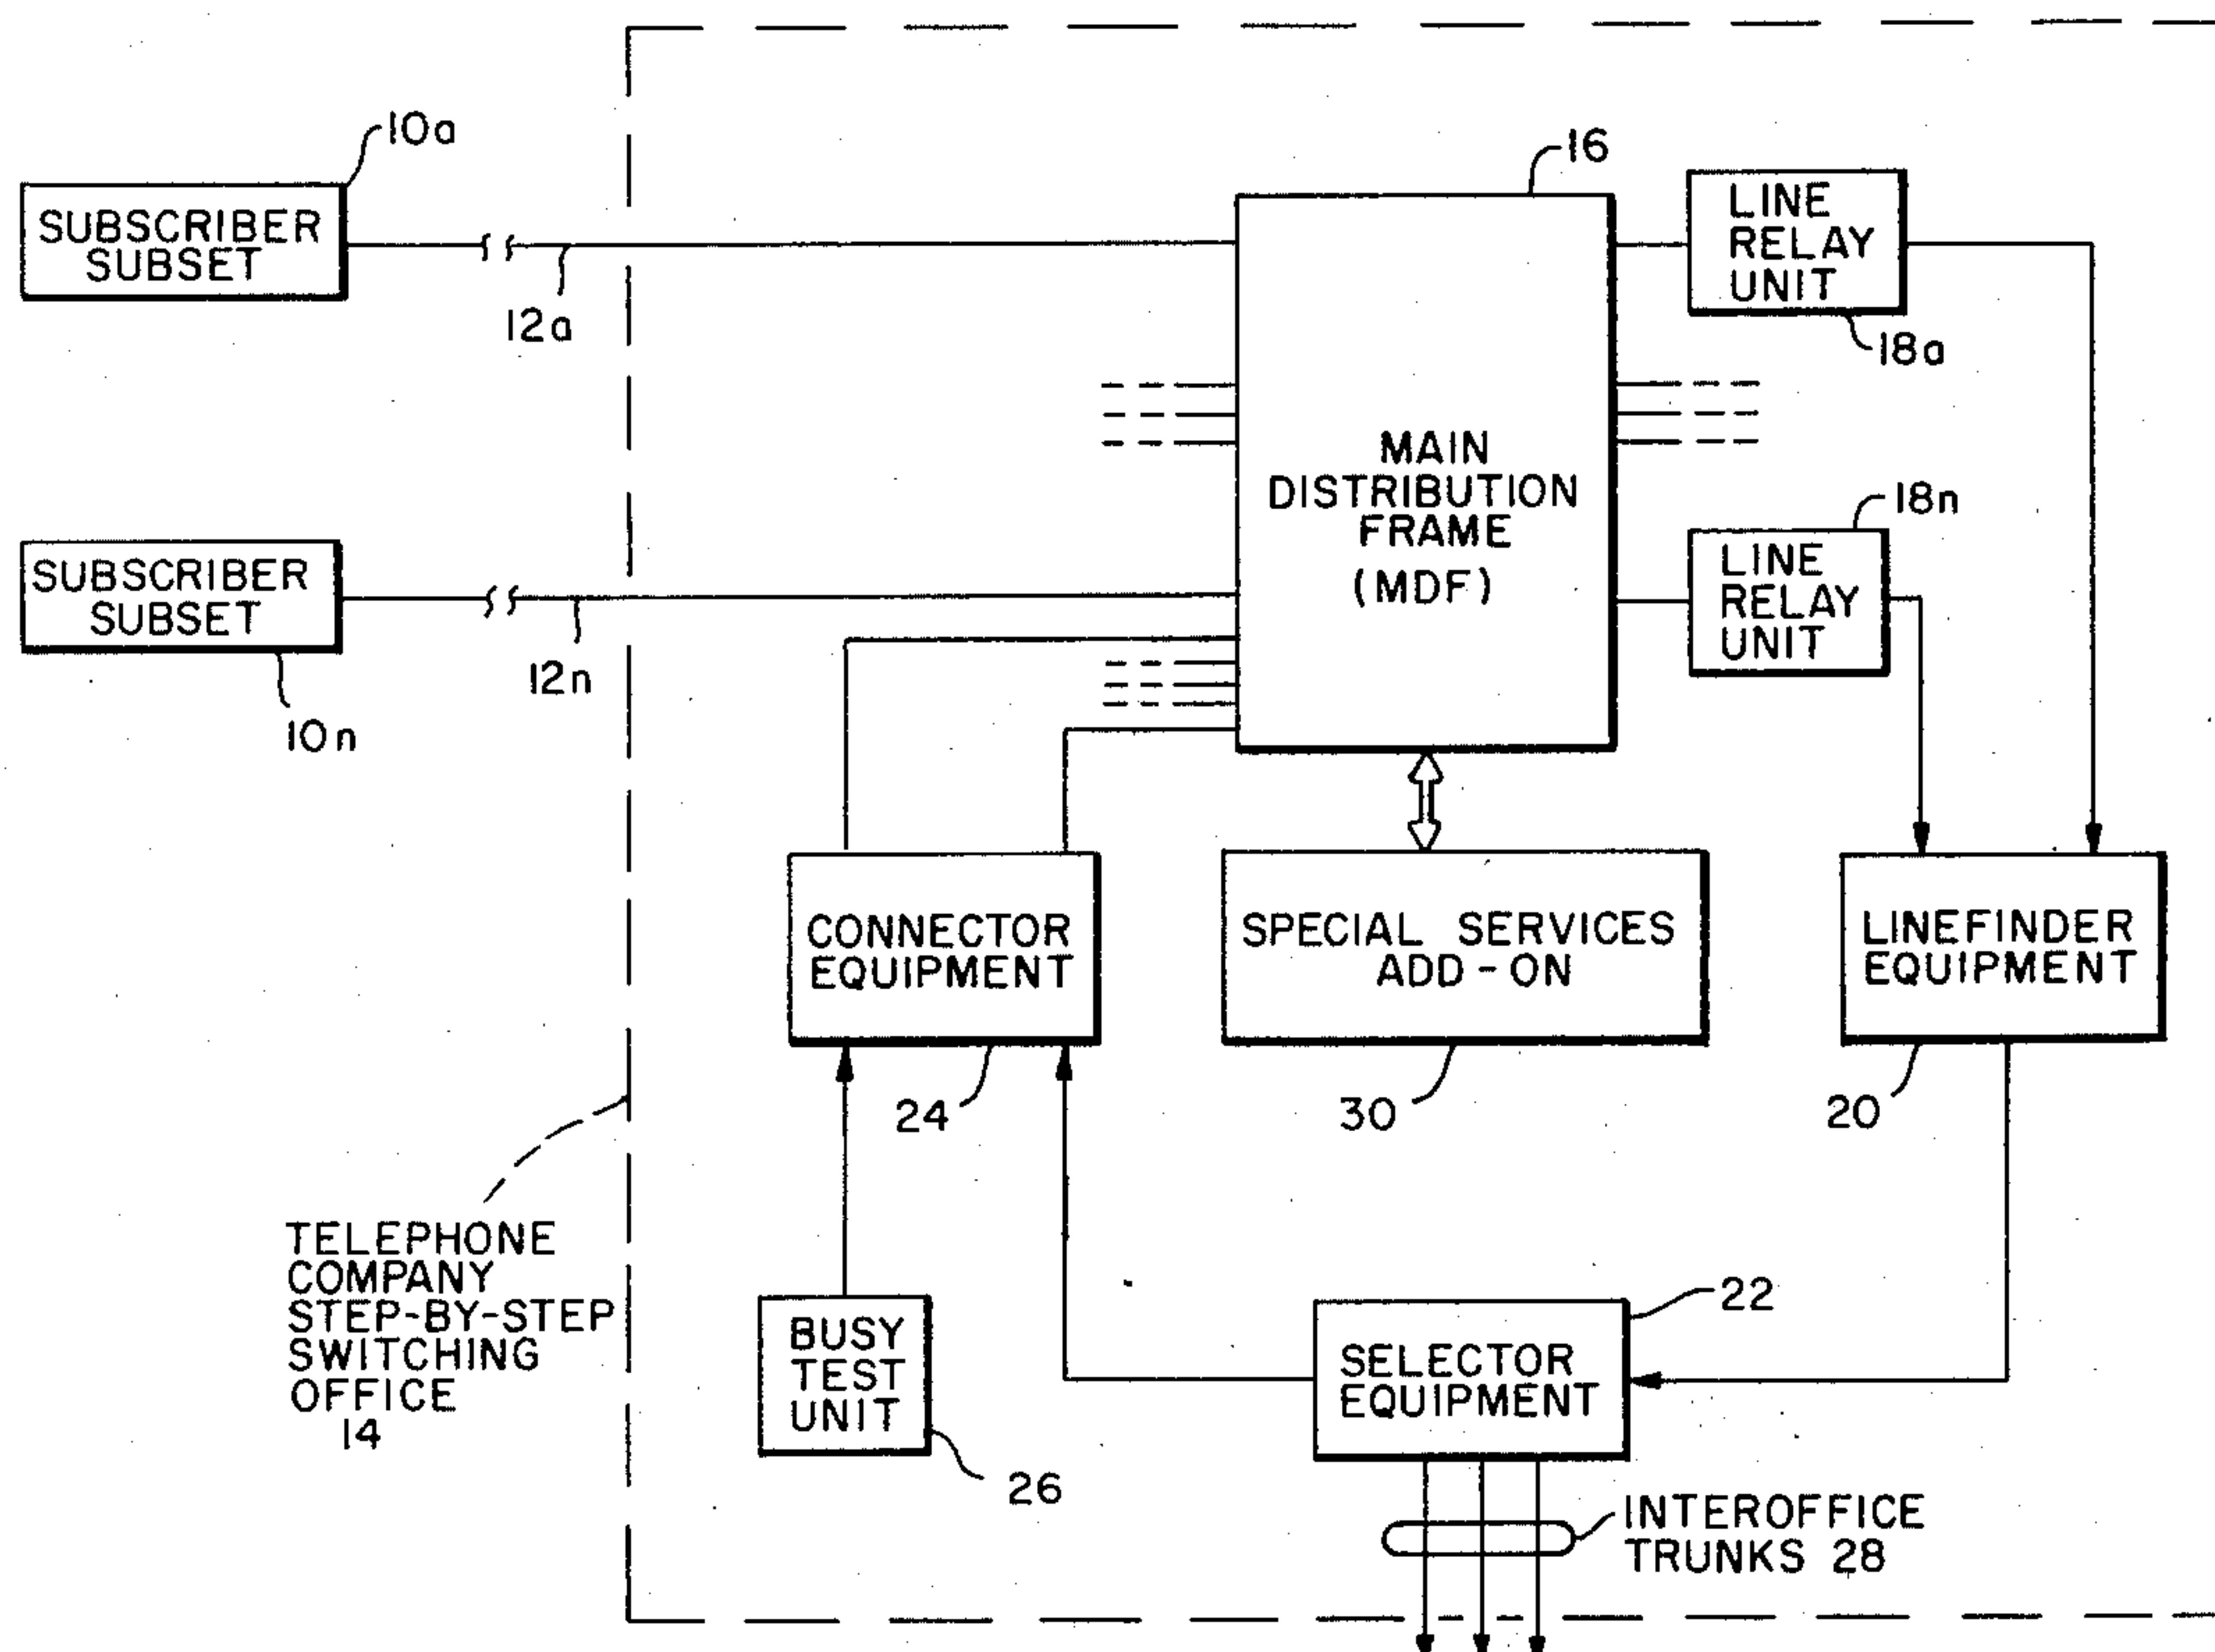 10a
16
SUBSCRIBER
SUBSET
LINE
RELAY
UNIT
12a
18a
MAIN
DISTRIBUTION
FRAME
(MDF)
18n
SUBSCRIBER
SUBSET
LINE
RELAY
UNIT
12n
10n
CONNECTOR
EQUIPMENT
SPECIAL SERVICES
ADD-ON
LINEFINDER
EQUIPMENT
24
30
20
TELEPHONE
COMPANY
STEP-BY-STEP
SWITCHING
OFFICE
14
BUSY
TEST
UNIT
22
SELECTOR
EQUIPMENT
26
INTEROFFICE
TRUNKS 28